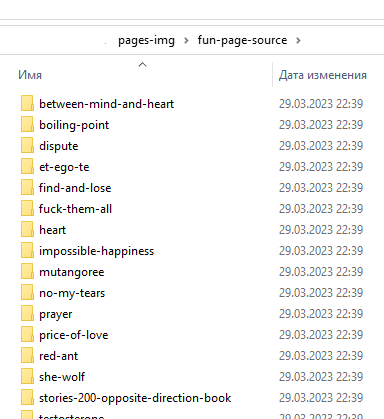 pages-img > fun-page-source >
Имя Дата изменения
between-mind-and-heart 29.03.2023 22:39
boiling-point 29.03.2023 22:39
dispute 29.03.2023 22:39
et-ego-te 29.03.2023 22:39
find-and-lose 29.03.2023 22:39
fuck-them-all 29.03.2023 22:39
heart 29.03.2023 22:39
impossible-happiness 29.03.2023 22:39
mutangoree 29.03.2023 22:39
no-my-tears 29.03.2023 22:39
prayer 29.03.2023 22:39
price-of-love 29.03.2023 22:39
red-ant 29.03.2023 22:39
she-wolf 29.03.2023 22:39
stories-200-opposite-direction-book 29.03.2023 22:39
testosterone 29.03.2023 22:39